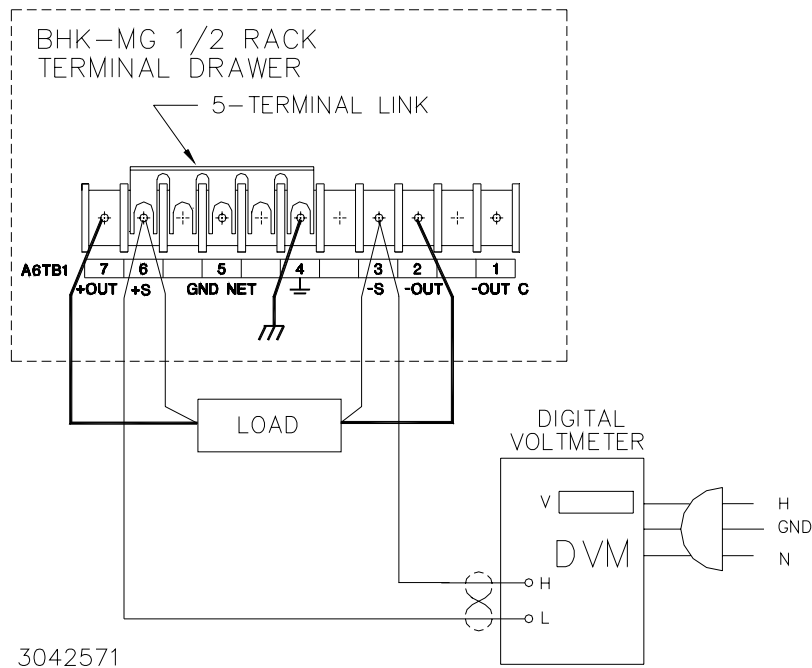 BHK-MG 1/2 RACK
TERMINAL DRAWER
5-TERMINAL LINK
A6TB1 7 6 5 4 3 2 1
+OUT +S GND NET -S -OUT -OUT C
LOAD
DIGITAL
VOLTMETER
V
DVM
H
GND
N
H
L
3042571